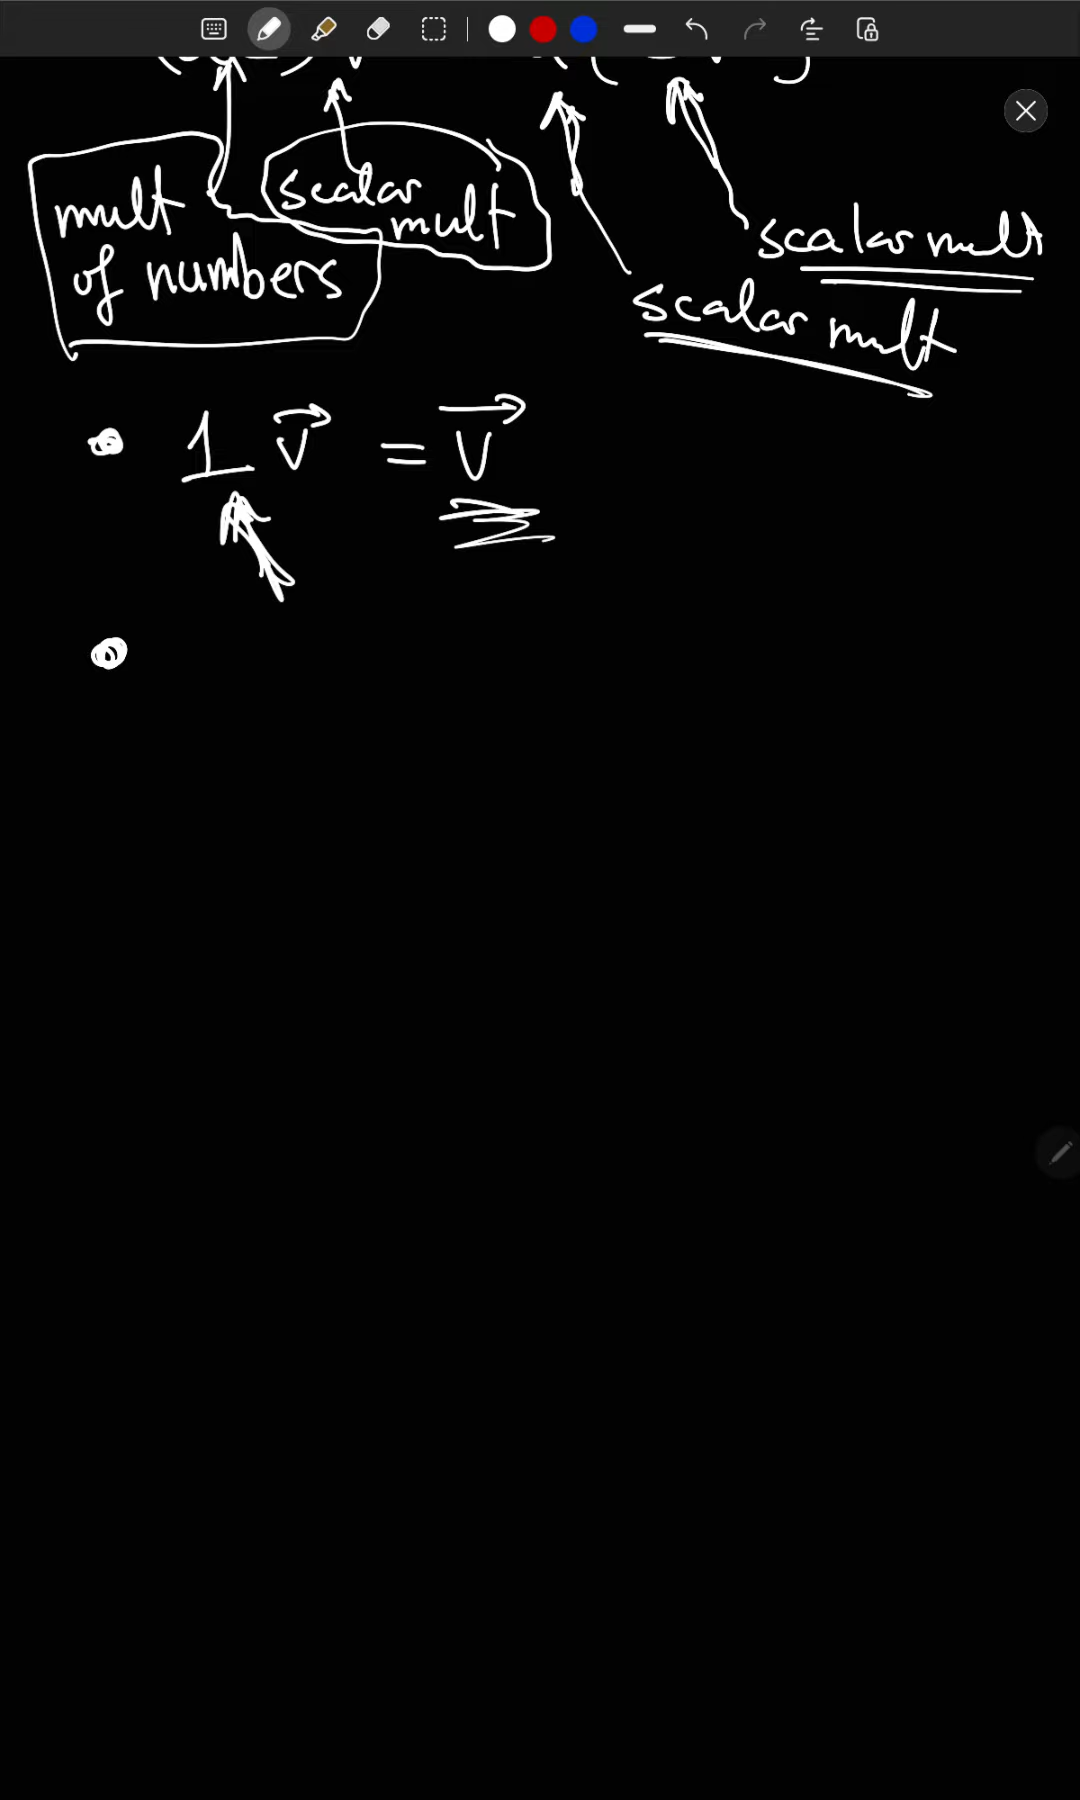 mult
of numbers
scalar
mult
scalar mult
scalar mult
1 v⃗ = v⃗